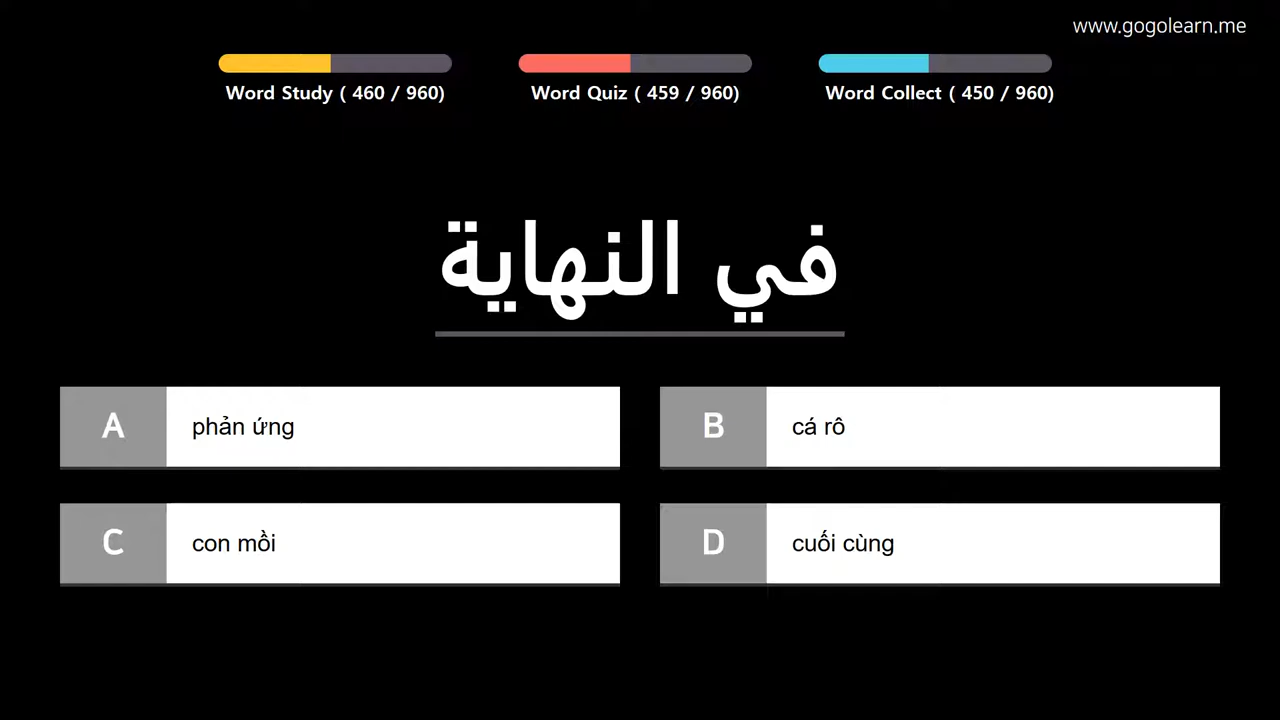 www.gogolearn.me
Word Study ( 460 / 960)
Word Quiz ( 459 / 960)
Word Collect ( 450 / 960)
في النهاية
A phản ứng
B cá rô
C con mồi
D cuối cùng